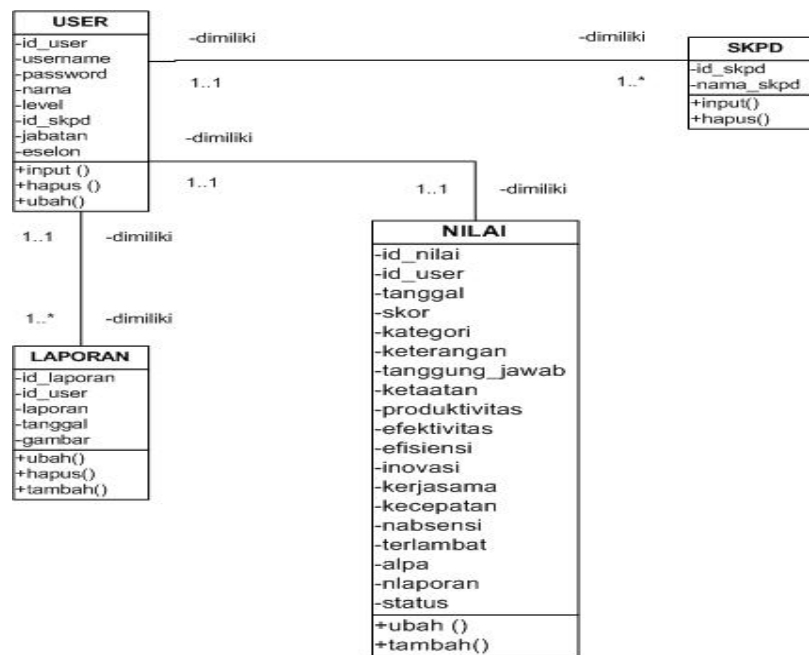 USER
-id_user
-username
-password
-nama
-level
-id_skpd
-jabatan
-eselon
+input ()
+hapus ()
+ubah()
-dimiliki
-dimiliki
1..1
1..*
SKPD
-id_skpd
-nama_skpd
+input()
+hapus()
-dimiliki
1..1
1..1
-dimiliki
1..1
-dimiliki
1..*
-dimiliki
LAPORAN
-id_laporan
-id_user
-laporan
-tanggal
-gambar
+ubah()
+hapus()
+tambah()
NILAI
-id_nilai
-id_user
-tanggal
-skor
-kategori
-keterangan
-tanggung_jawab
-ketaatan
-produktivitas
-efektivitas
-efisiensi
-inovasi
-kerjasama
-kecepatan
-nabsensi
-terlambat
-alpa
-nlaporan
-status
+ubah ()
+tambah()